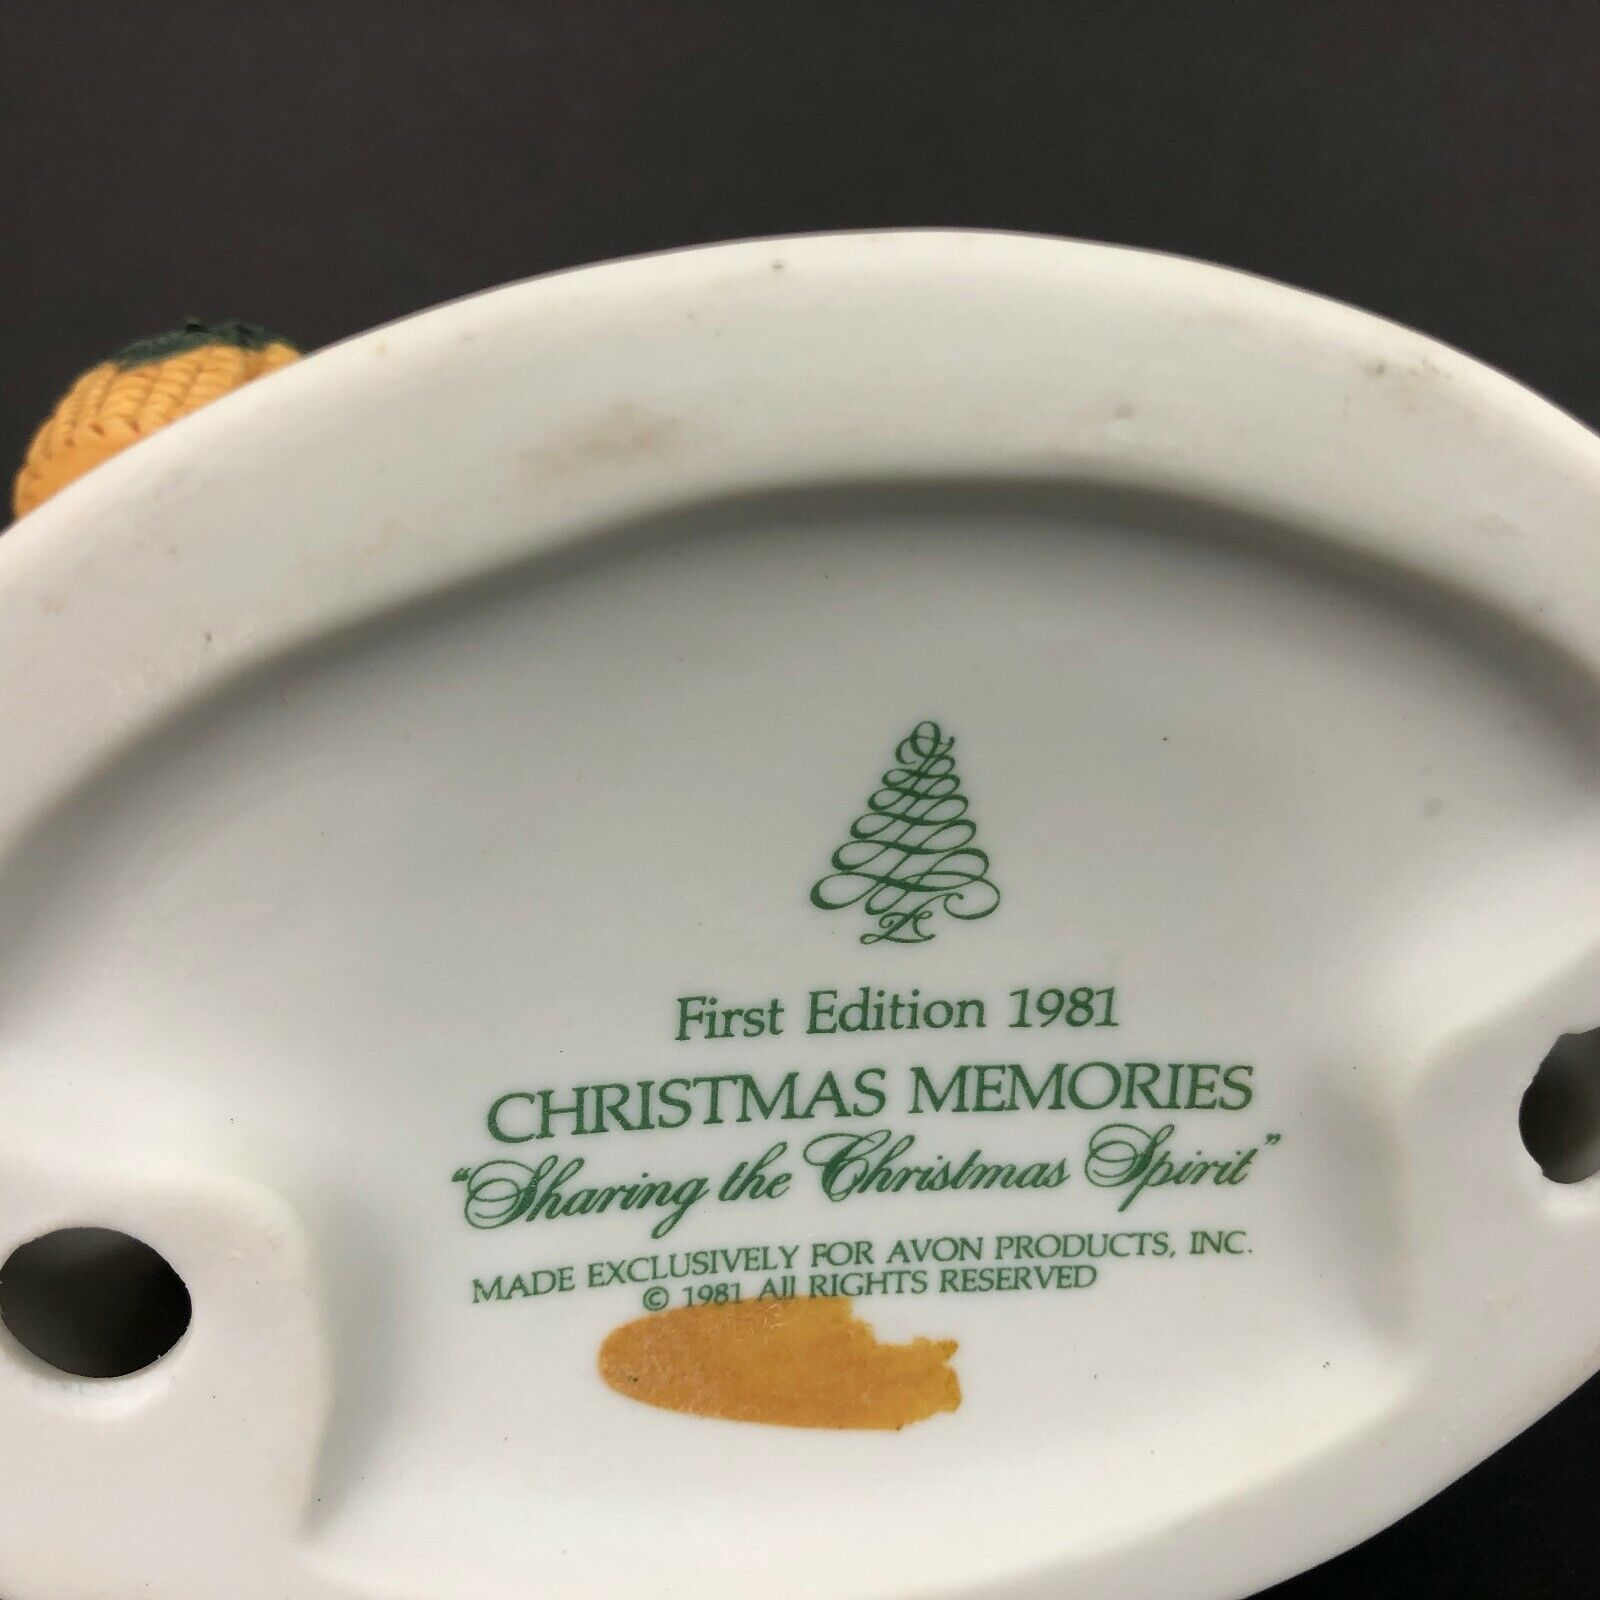 First Edition 1981
CHRISTMAS MEMORIES
“Sharing the Christmas Spirit”
MADE EXCLUSIVELY FOR AVON PRODUCTS, INC.
© 1981 All RIGHTS RESERVED